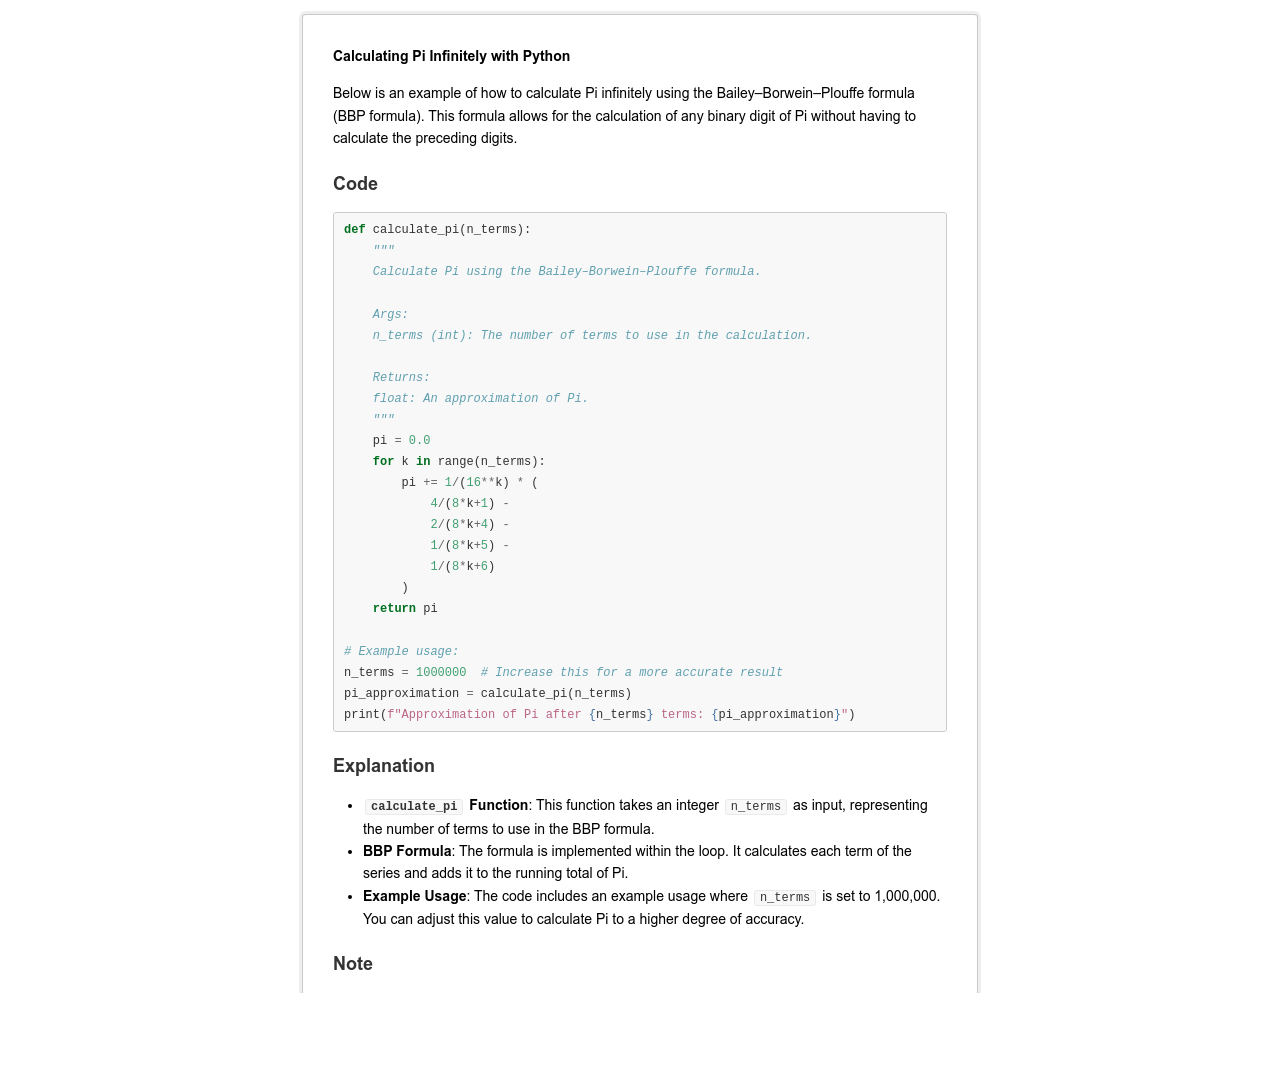 Calculating Pi Infinitely with Python
Below is an example of how to calculate Pi infinitely using the Bailey–Borwein–Plouffe formula
(BBP formula). This formula allows for the calculation of any binary digit of Pi without having to
calculate the preceding digits.
Code
def calculate_pi(n_terms):
    """
    Calculate Pi using the Bailey–Borwein–Plouffe formula.

    Args:
    n_terms (int): The number of terms to use in the calculation.

    Returns:
    float: An approximation of Pi.
    """
    pi = 0.0
    for k in range(n_terms):
        pi += 1/(16**k) * (
            4/(8*k+1) -
            2/(8*k+4) -
            1/(8*k+5) -
            1/(8*k+6)
        )
    return pi

# Example usage:
n_terms = 1000000  # Increase this for a more accurate result
pi_approximation = calculate_pi(n_terms)
print(f"Approximation of Pi after {n_terms} terms: {pi_approximation}")
Explanation
• calculate_pi Function: This function takes an integer n_terms as input, representing
the number of terms to use in the BBP formula.
• BBP Formula: The formula is implemented within the loop. It calculates each term of the
series and adds it to the running total of Pi.
• Example Usage: The code includes an example usage where n_terms is set to 1,000,000.
You can adjust this value to calculate Pi to a higher degree of accuracy.
Note